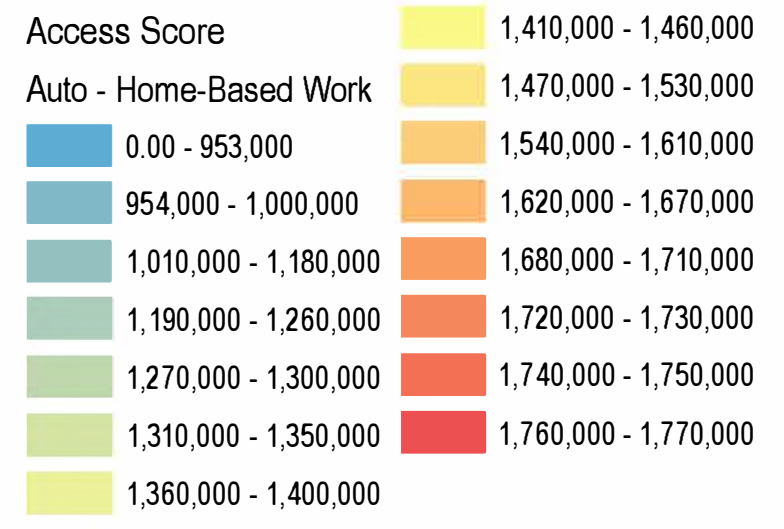 Access Score
Auto - Home-Based Work
0.00 - 953,000
954,000 - 1,000,000
1,010,000 - 1,180,000
1,190,000 - 1,260,000
1,270,000 - 1,300,000
1,310,000 - 1,350,000
1,360,000 - 1,400,000
1,410,000 - 1,460,000
1,470,000 - 1,530,000
1,540,000 - 1,610,000
1,620,000 - 1,670,000
1,680,000 - 1,710,000
1,720,000 - 1,730,000
1,740,000 - 1,750,000
1,760,000 - 1,770,000